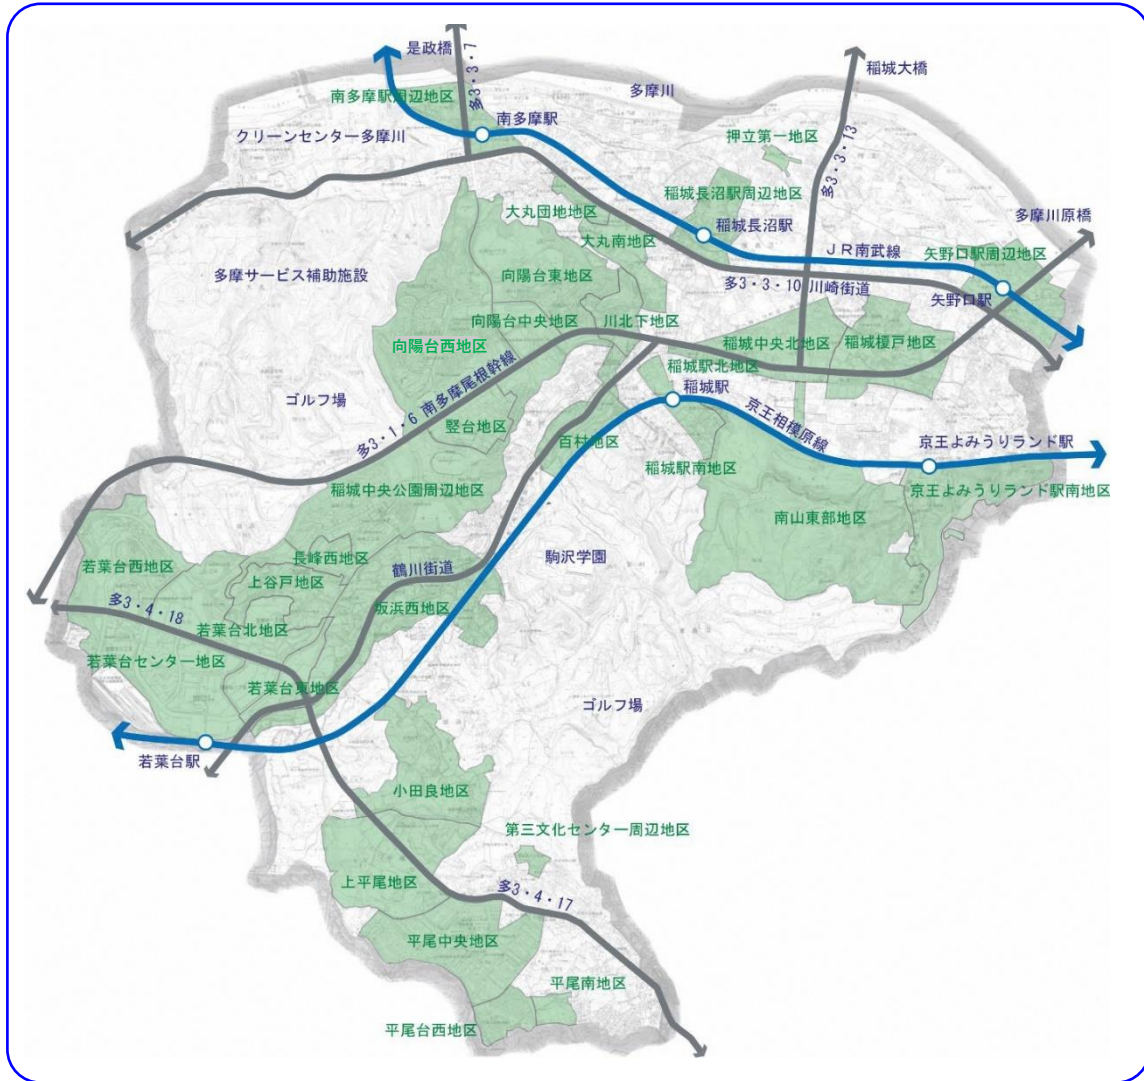 是政橋
多3・3・7
稲城大橋
南多摩駅周辺地区
多摩川
南多摩駅
クリーンセンター多摩川
押立第一地区
多3・3・13
稲城長沼駅周辺地区
大丸団地地区
稲城長沼駅
多摩川原橋
大丸南地区
JR南武線
矢野口駅周辺地区
多摩サービス補助施設
向陽台東地区
多3・3・10 川崎街道
矢野口駅
向陽台中央地区
川北下地区
向陽台西地区
稲城中央北地区
稲城榎戸地区
稲城駅北地区
稲城駅
ゴルフ場
多3・1・6 南多摩尾根幹線
竪台地区
百村地区
京王相模原線
京王よみうりランド駅
稲城駅南地区
稲城中央公園周辺地区
京王よみうりランド駅南地区
南山東部地区
長峰西地区
駒沢学園
若葉台西地区
鶴川街道
上谷戸地区
多3・4・18
坂浜西地区
若葉台北地区
若葉台センター地区
若葉台東地区
ゴルフ場
若葉台駅
小田良地区
第三文化センター周辺地区
上平尾地区
多3・4・17
平尾中央地区
平尾南地区
平尾台西地区